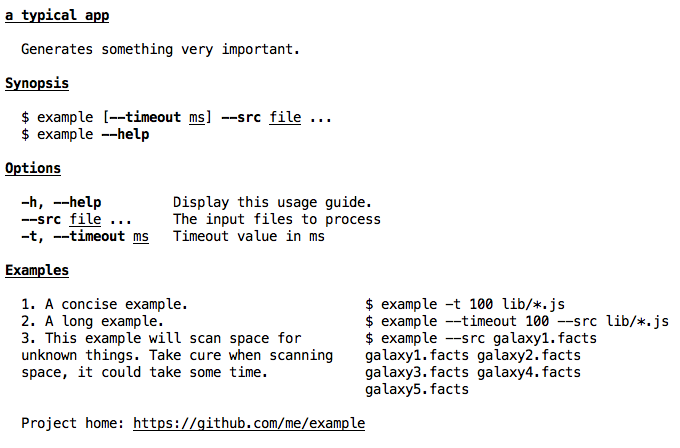 a typical app
Generates something very important.
Synopsis
$ example [--timeout ms] --src file ...
$ example --help
Options
-h, --help Display this usage guide.
--src file ... The input files to process
-t, --timeout ms Timeout value in ms
Examples
1. A concise example. $ example -t 100 lib/*.js
2. A long example. $ example --timeout 100 --src lib/*.js
3. This example will scan space for $ example --src galaxy1.facts
unknown things. Take cure when scanning galaxy1.facts galaxy2.facts
space, it could take some time. galaxy3.facts galaxy4.facts
galaxy5.facts
Project home: https://github.com/me/example